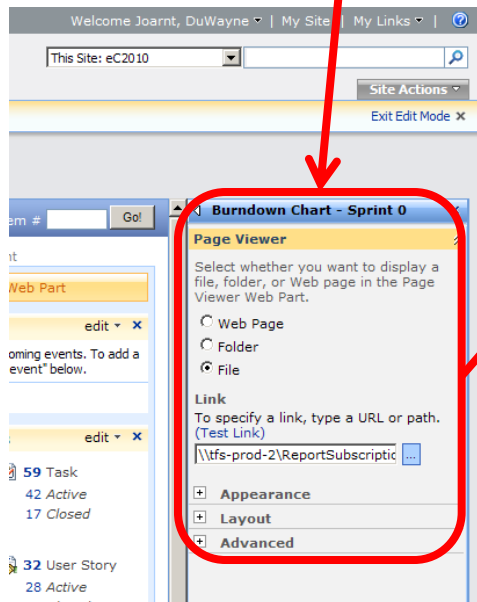 Welcome Joarnt, DuWayne | My Site | My Links |
This Site: eC2010
Site Actions
Exit Edit Mode
em # Go!
Burndown Chart - Sprint 0
Page Viewer
Select whether you want to display a
file, folder, or Web page in the Page
Viewer Web Part.
Web Page
Folder
File
Link
To specify a link, type a URL or path.
(Test Link)
\\tfs-prod-2\ReportSubscriptic ...
Appearance
Layout
Advanced
nt
Web Part
edit
oming events. To add a
event" below.
edit
59 Task
42 Active
17 Closed
32 User Story
28 Active